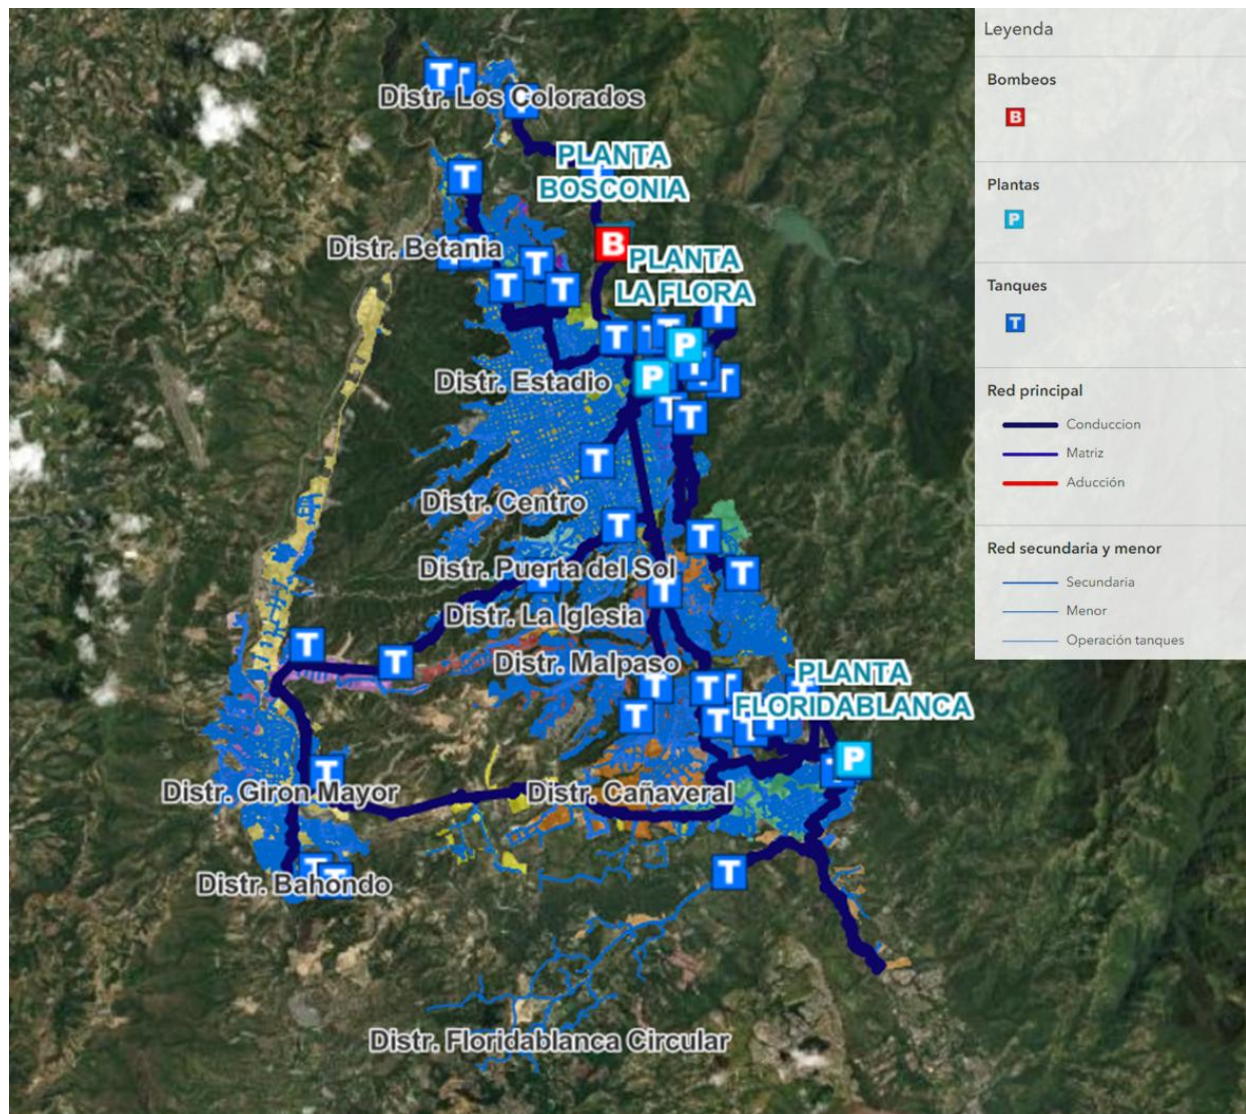 Leyenda
Bombeos
B
Plantas
P
Tanques
T
Red principal
Conduccion
Matriz
Aducción
Red secundaria y menor
Secundaria
Menor
Operación tanques
T
Distr. Los Colorados
PLANTA
BOSCONIA
T
Distr. Betania
B
T
PLANTA
LA FLORA
T
T
T
T
P
Distr. Estadio
P
T
T
T
T
Distr. Centro
T
T
Distr. Puerta del Sol
T
T
Distr. La Iglesia
T
T
Distr. Malpaso
PLANTA
FLORIDABLANCA
T
T
T
T
P
T
Distr. Giron Mayor
Distr. Cañaveral
T
T
Distr. Bahondo
Distr. Floridablanca Circular